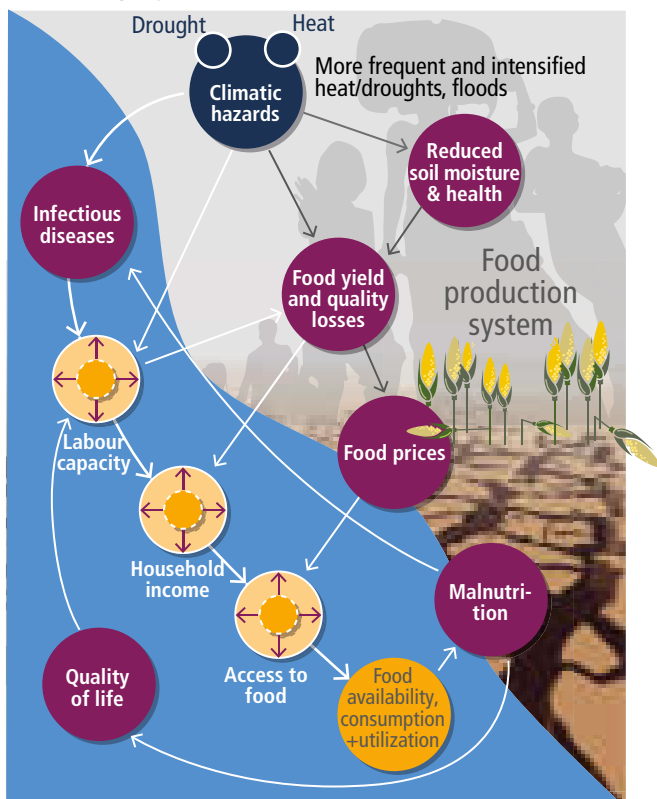 Drought
Heat
Climatic
hazards
More frequent and intensified
heat/droughts, floods
Reduced
soil moisture
& health
Infectious
diseases
Food yield
and quality
losses
Food
production
system
Labour
capacity
Food prices
Household
income
Malnutri-
tion
Access to
food
Quality
of life
Food
availability,
consumption
+utilization